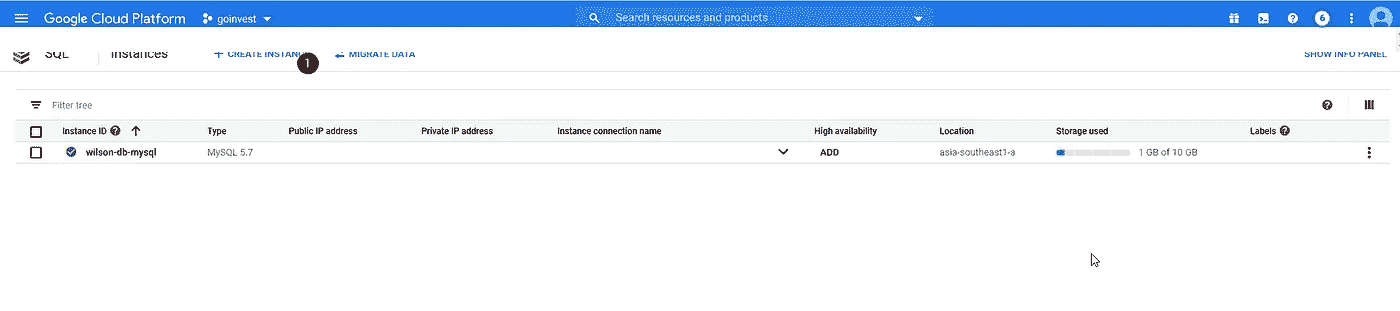 Google Cloud Platform goinvest Search resources and products 6
SQL Instances + CREATE INSTANC 1 MIGRATE DATA SHOW INFO PANEL
Filter tree
Instance ID Type Public IP address Private IP address Instance connection name High availability Location Storage used Labels
wilson-db-mysql MySQL 5.7 ADD asia-southeast1-a 1 GB of 10 GB